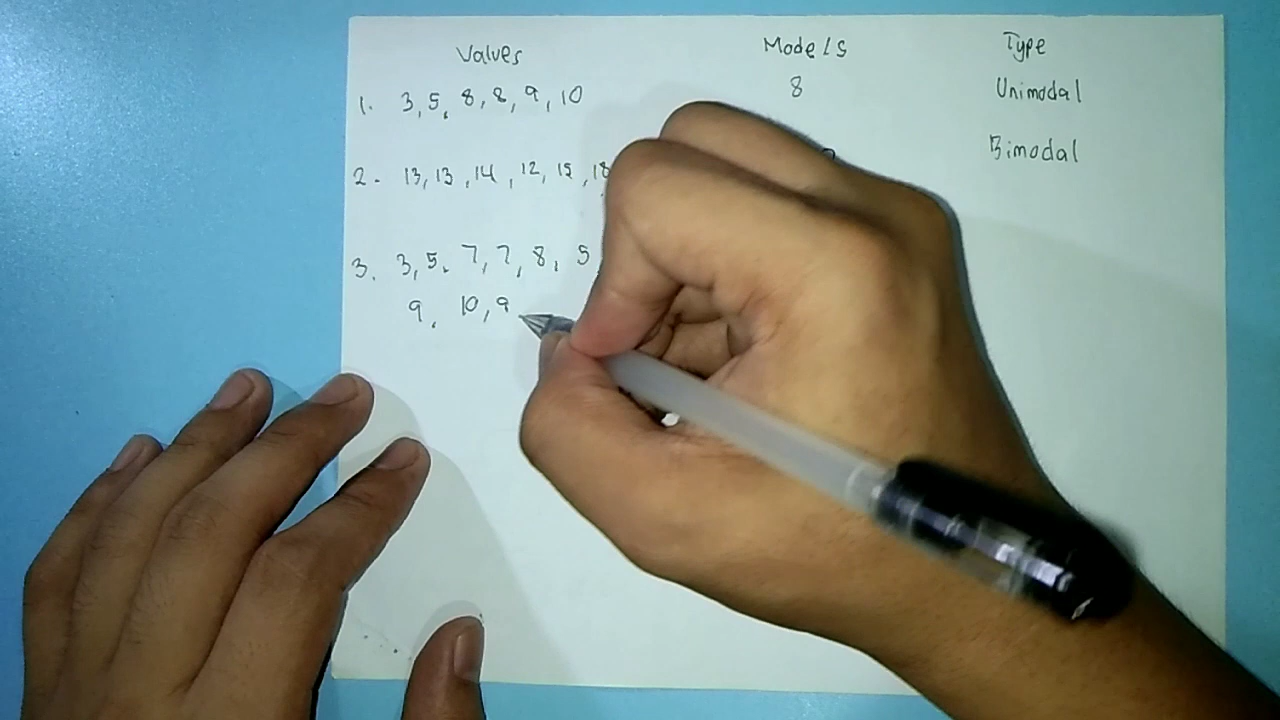 Values Mode/s Type
1. 3, 5, 8, 8, 9, 10 8 Unimodal
Bimodal
2. 13, 13, 14, 12, 15, 18
3. 3, 5, 7, 7, 8, 5
9, 10, 9